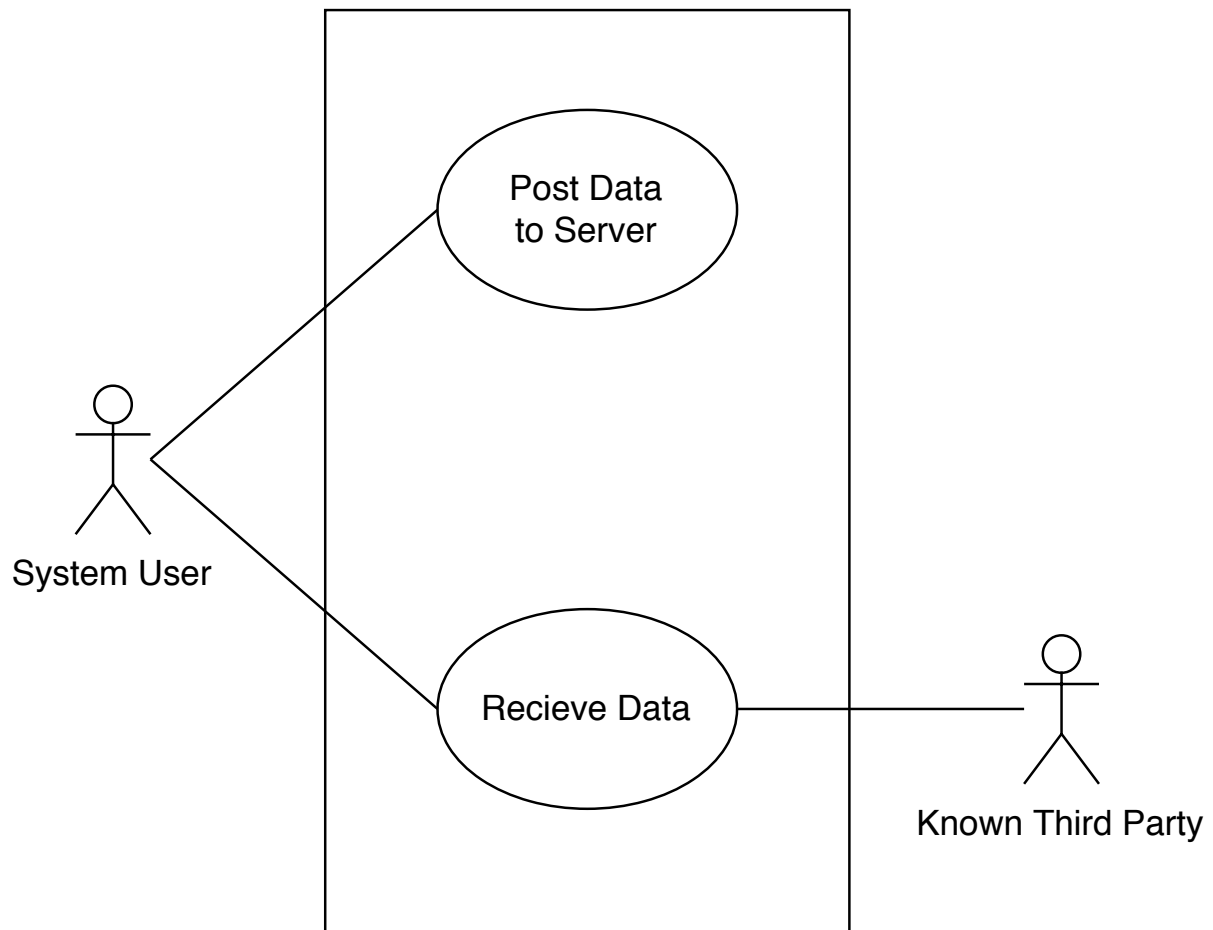 Post Data
to Server
System User
Recieve Data
Known Third Party